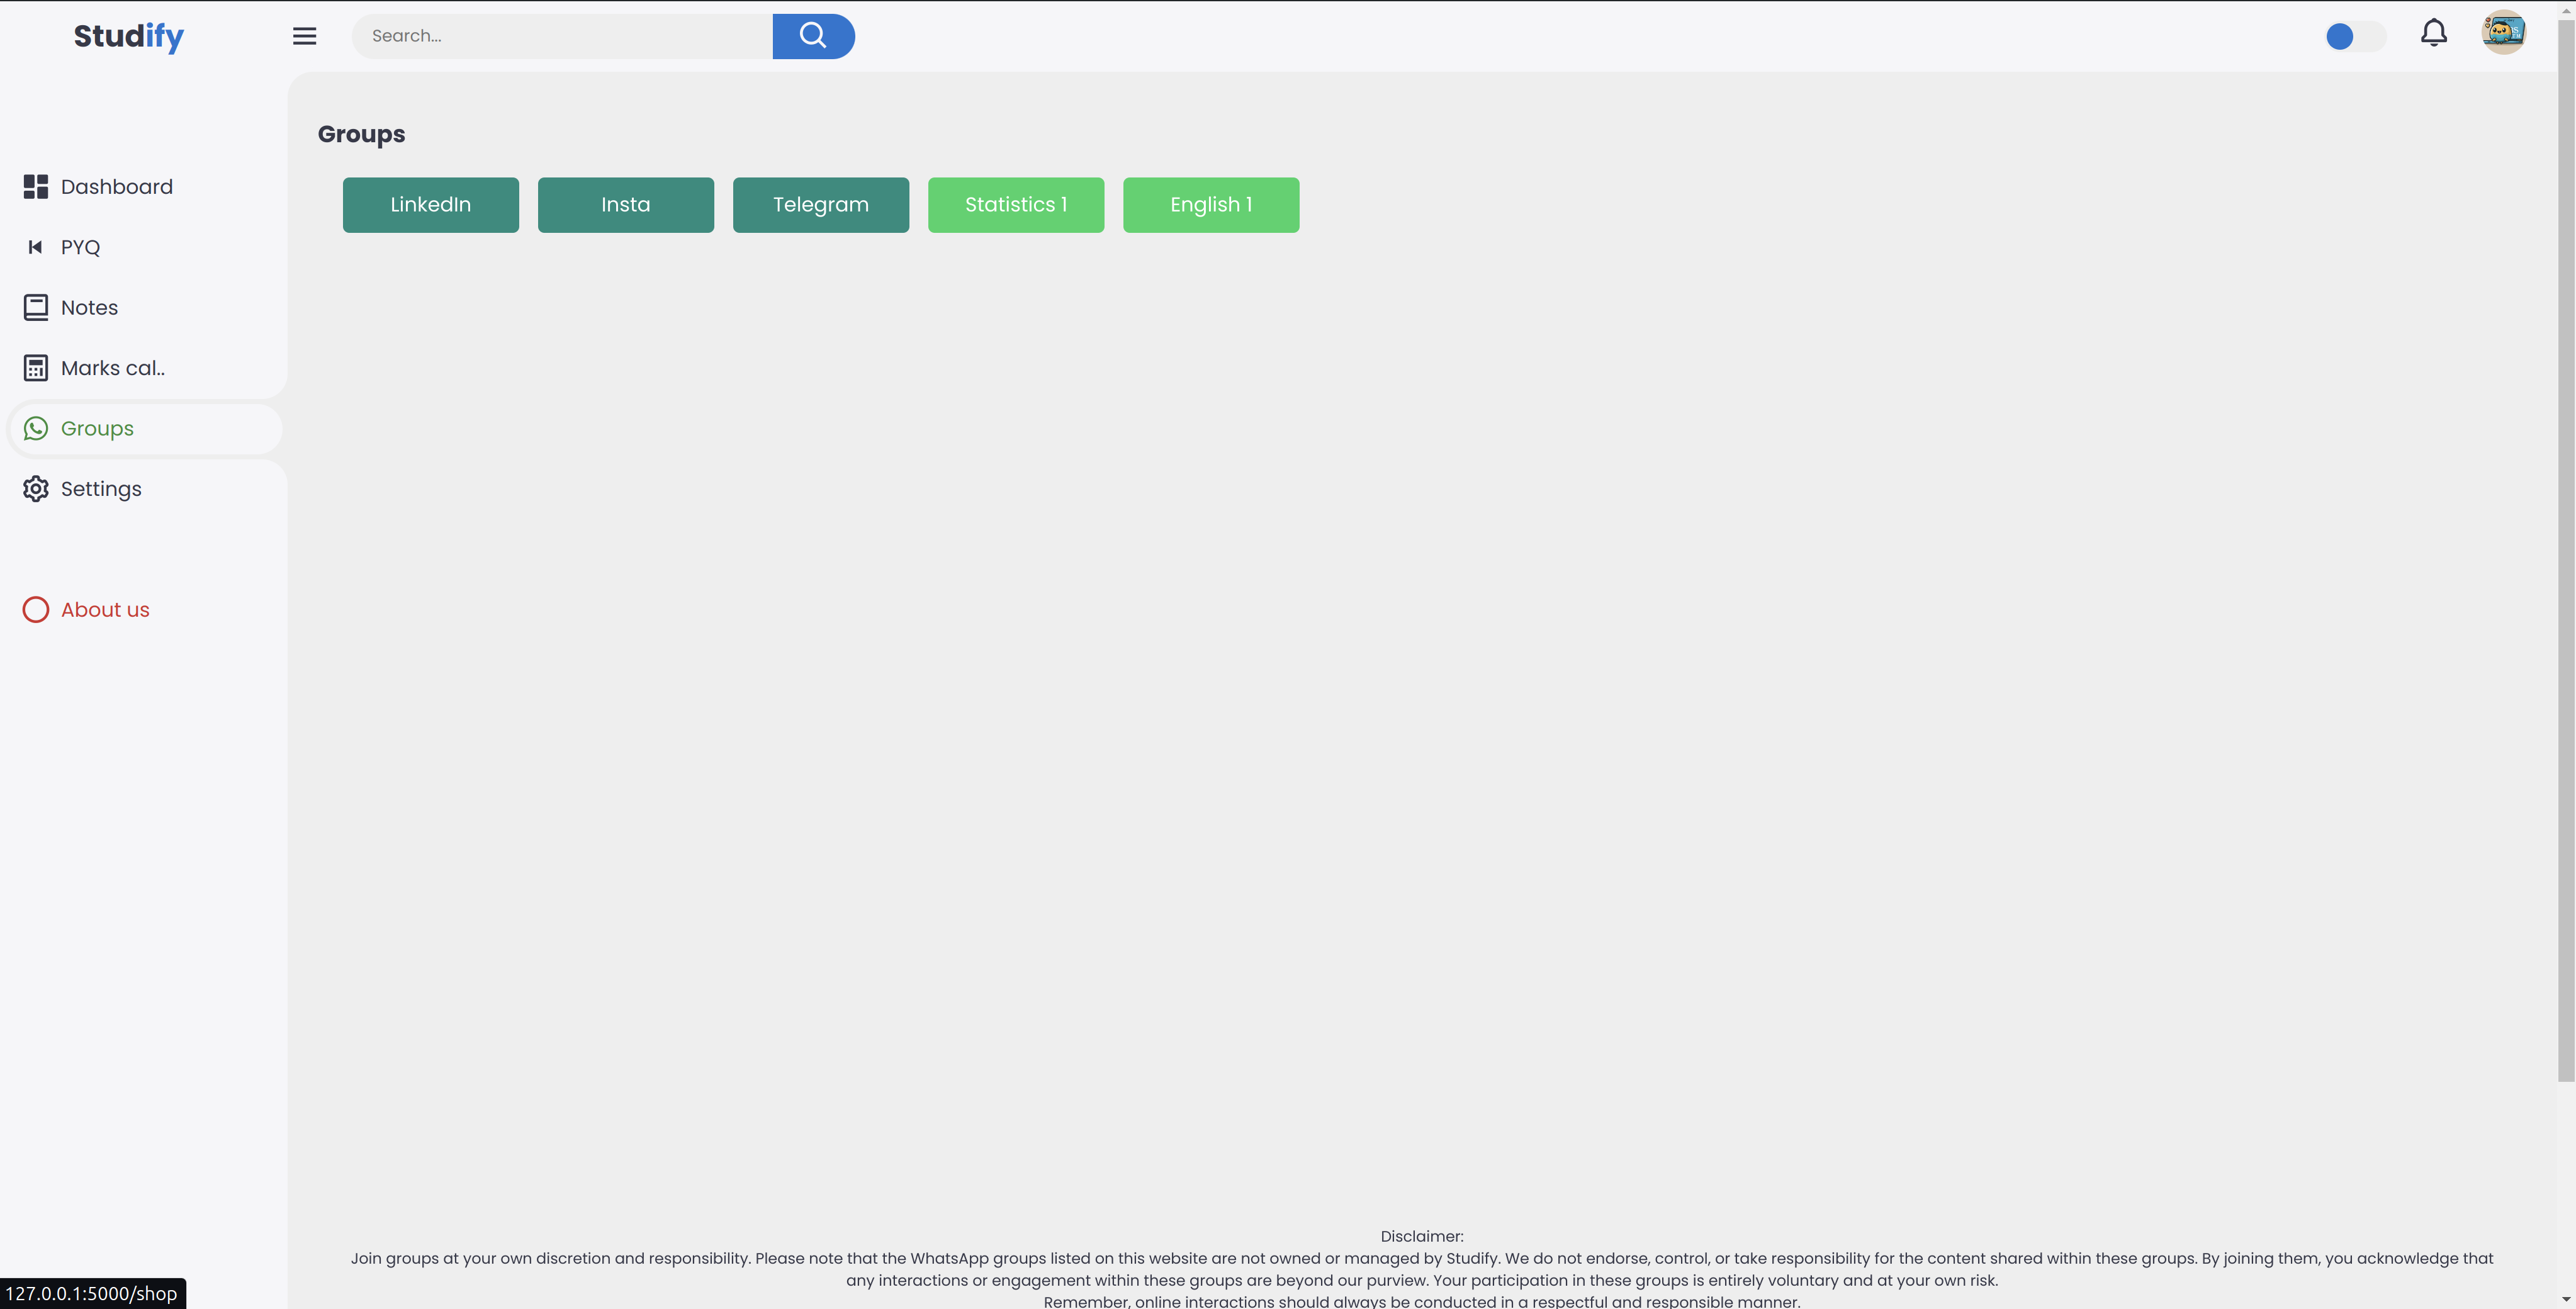 Studify
Search...
Dashboard
PYQ
Notes
Marks cal..
Groups
Settings
About us
Groups
LinkedIn
Insta
Telegram
Statistics 1
English 1
Disclaimer:
Join groups at your own discretion and responsibility. Please note that the WhatsApp groups listed on this website are not owned or managed by Studify. We do not endorse, control, or take responsibility for the content shared within these groups. By joining them, you acknowledge that
any interactions or engagement within these groups are beyond our purview. Your participation in these groups is entirely voluntary and at your own risk.
Remember, online interactions should always be conducted in a respectful and responsible manner.
127.0.0.1:5000/shop